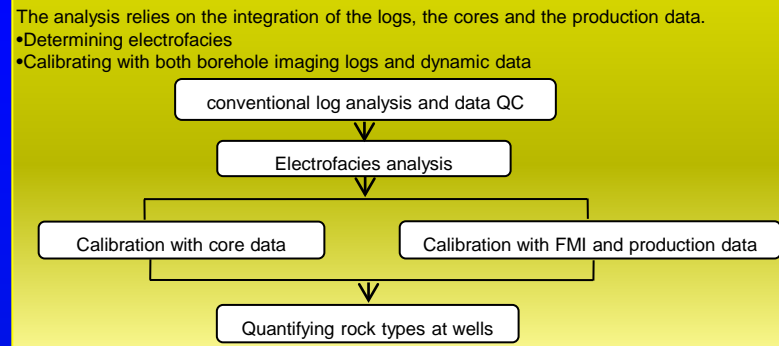 The analysis relies on the integration of the logs, the cores and the production data.
•Determining electrofacies
•Calibrating with both borehole imaging logs and dynamic data
conventional log analysis and data QC
Electrofacies analysis
Calibration with core data
Calibration with FMI and production data
Quantifying rock types at wells